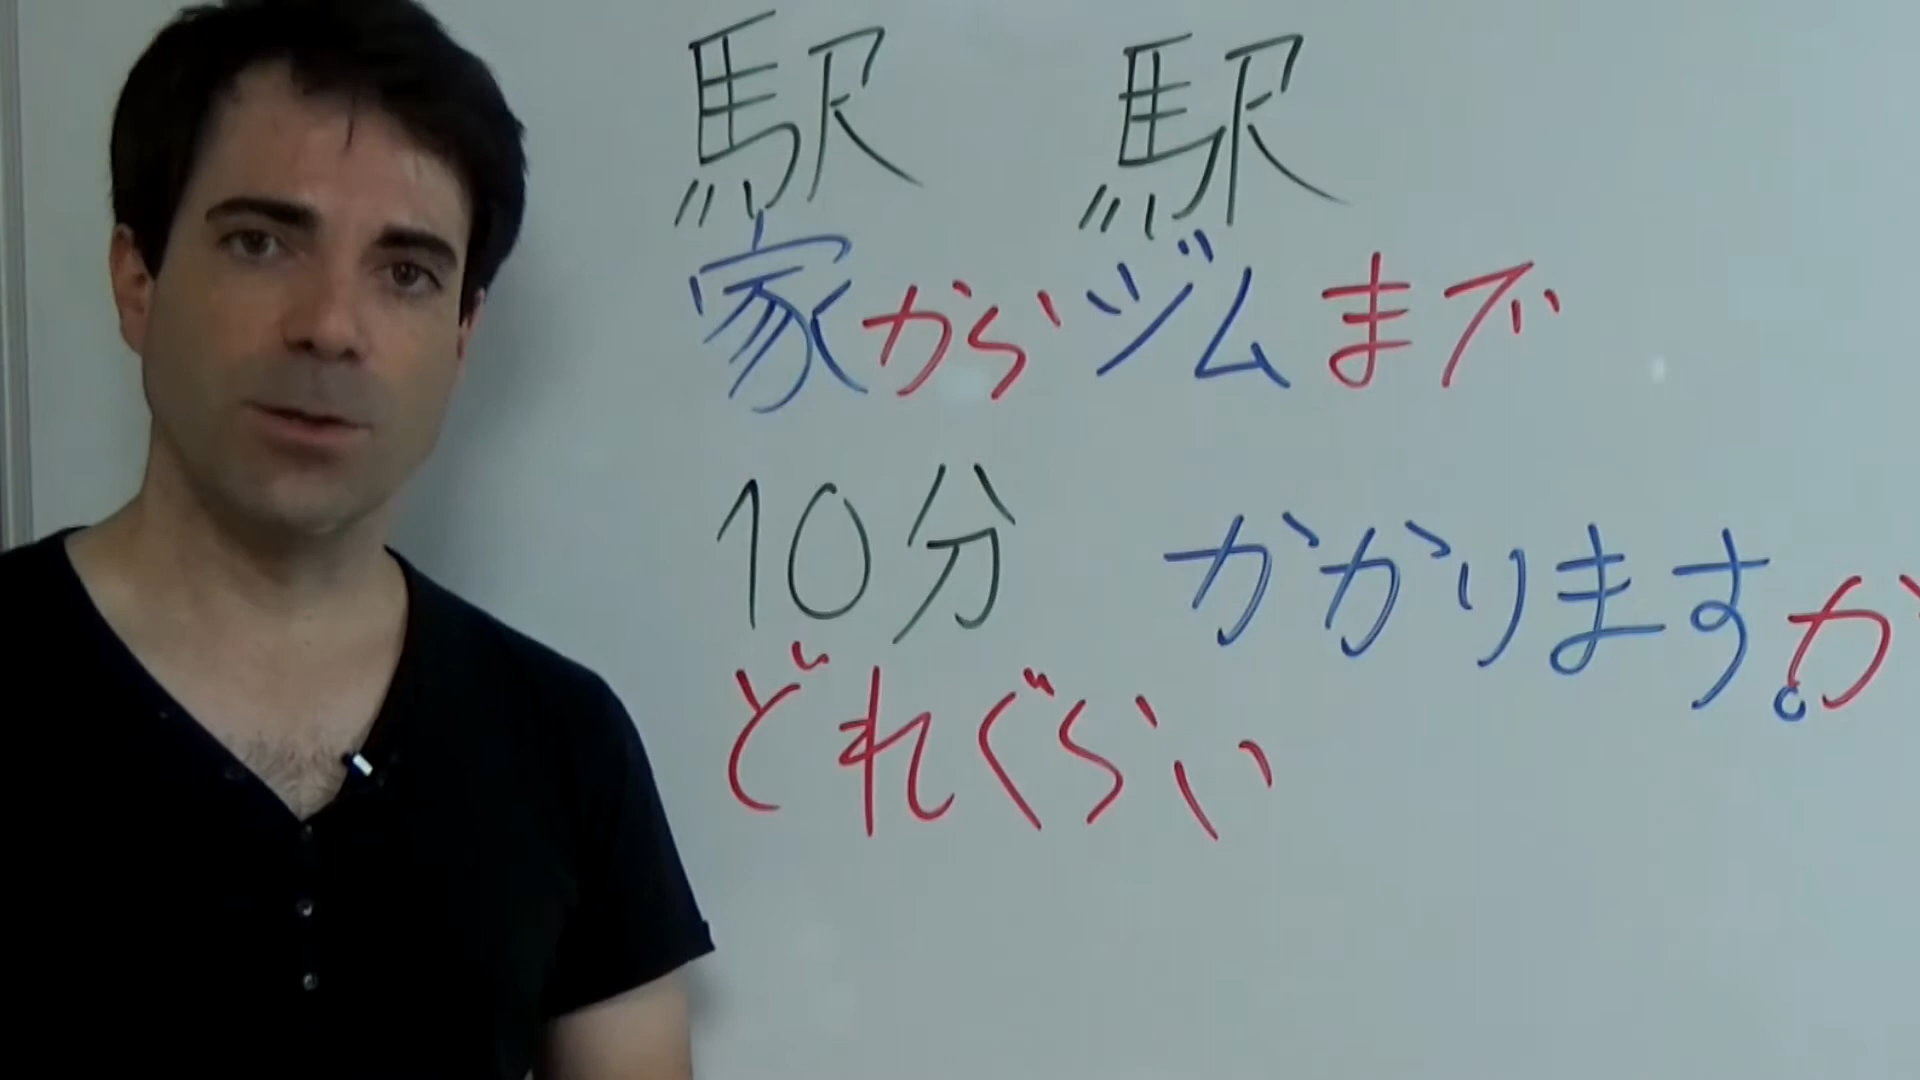 駅 駅
家からジムまで
10分 かかります。か
どれぐらい